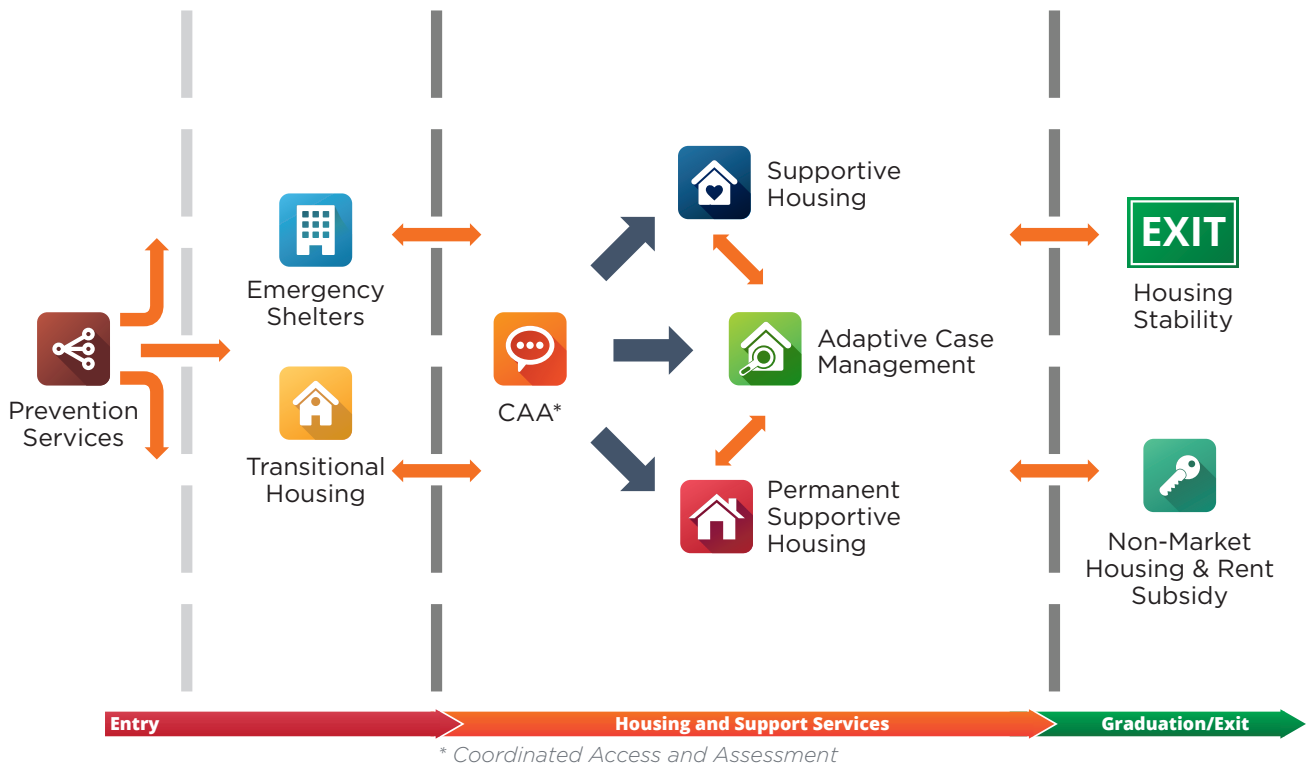 Prevention
Services
Emergency
Shelters
Transitional
Housing
CAA*
Supportive
Housing
Adaptive Case
Management
Permanent
Supportive
Housing
EXIT
Housing
Stability
Non-Market
Housing & Rent
Subsidy
Entry
Housing and Support Services
Graduation/Exit
* Coordinated Access and Assessment